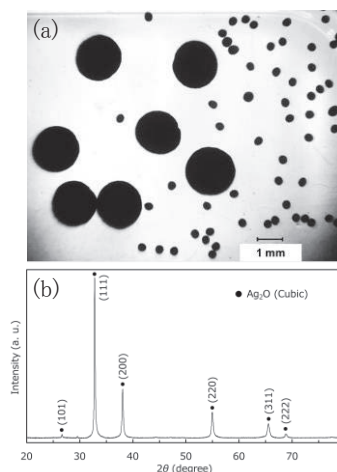 (a)
1 mm
(b)
● Ag₂O (Cubic)
(101)
(111)
(200)
(220)
(311)
(222)
Intensity (a. u.)
20 30 40 50 60 70
2θ (degree)